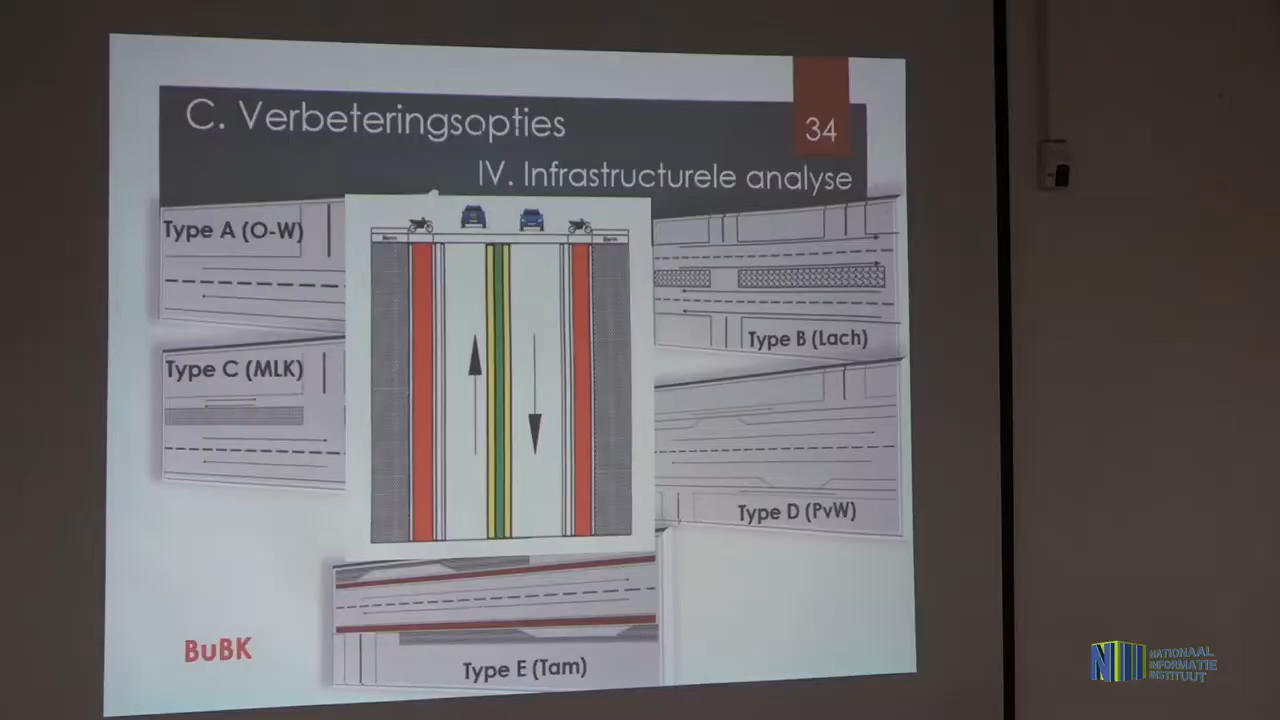 C. Verbeteringsopties
34
IV. Infrastructurele analyse
Type A (O-W)
Type B (Lach)
Type C (MLK)
Type D (PvW)
Type E (Tam)
BuBK
NATIONAAL
INFORMATIE
INSTITUUT